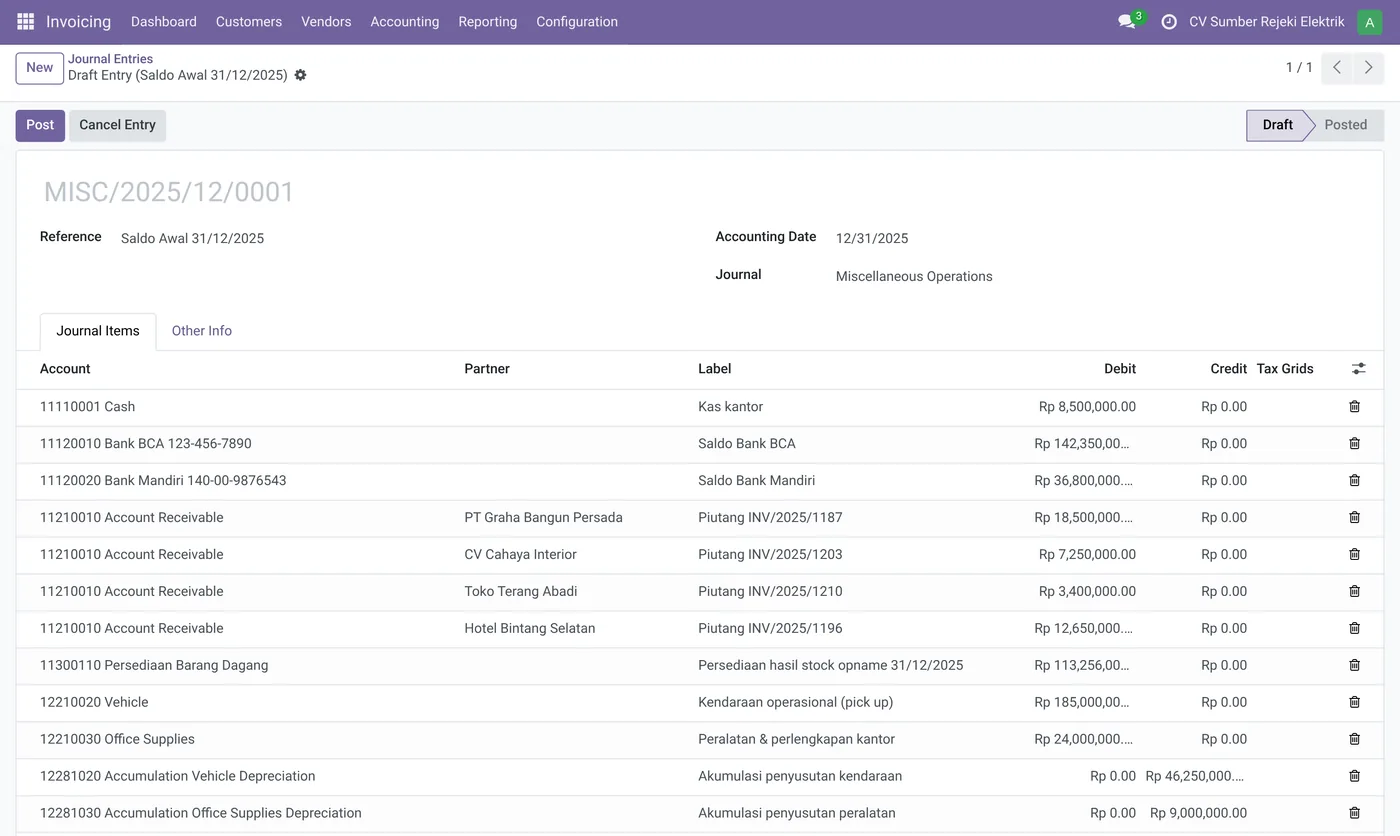 Invoicing Dashboard Customers Vendors Accounting Reporting Configuration 3 CV Sumber Rejeki Elektrik A
New Journal Entries
Draft Entry (Saldo Awal 31/12/2025) 1 / 1
Post Cancel Entry Draft Posted
MISC/2025/12/0001
Reference Saldo Awal 31/12/2025 Accounting Date 12/31/2025
Journal Miscellaneous Operations
Journal Items Other Info
Account Partner Label Debit Credit Tax Grids
11110001 Cash Kas kantor Rp 8,500,000.00 Rp 0.00
11120010 Bank BCA 123-456-7890 Saldo Bank BCA Rp 142,350,00... Rp 0.00
11120020 Bank Mandiri 140-00-9876543 Saldo Bank Mandiri Rp 36,800,000.... Rp 0.00
11210010 Account Receivable PT Graha Bangun Persada Piutang INV/2025/1187 Rp 18,500,000.... Rp 0.00
11210010 Account Receivable CV Cahaya Interior Piutang INV/2025/1203 Rp 7,250,000.00 Rp 0.00
11210010 Account Receivable Toko Terang Abadi Piutang INV/2025/1210 Rp 3,400,000.00 Rp 0.00
11210010 Account Receivable Hotel Bintang Selatan Piutang INV/2025/1196 Rp 12,650,000.... Rp 0.00
11300110 Persediaan Barang Dagang Persediaan hasil stock opname 31/12/2025 Rp 113,256,00... Rp 0.00
12210020 Vehicle Kendaraan operasional (pick up) Rp 185,000,00... Rp 0.00
12210030 Office Supplies Peralatan & perlengkapan kantor Rp 24,000,000.... Rp 0.00
12281020 Accumulation Vehicle Depreciation Akumulasi penyusutan kendaraan Rp 0.00 Rp 46,250,000....
12281030 Accumulation Office Supplies Depreciation Akumulasi penyusutan peralatan Rp 0.00 Rp 9,000,000.00